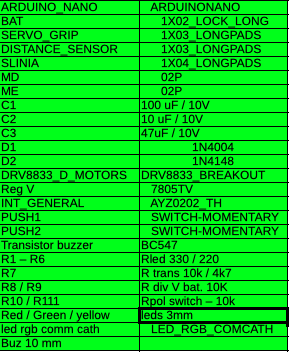 ARDUINO_NANO ARDUINONANO
BAT 1X02_LOCK_LONG
SERVO_GRIP 1X03_LONGPADS
DISTANCE_SENSOR 1X03_LONGPADS
SLINIA 1X04_LONGPADS
MD 02P
ME 02P
C1 100 uF / 10V
C2 10 uF / 10V
C3 47uF / 10V
D1 1N4004
D2 1N4148
DRV8833_D_MOTORS DRV8833_BREAKOUT
Reg V 7805TV
INT_GENERAL AYZ0202_TH
PUSH1 SWITCH-MOMENTARY
PUSH2 SWITCH-MOMENTARY
Transistor buzzer BC547
R1 – R6 Rled 330 / 220
R7 R trans 10k / 4k7
R8 / R9 R div V bat. 10K
R10 / R111 Rpol switch – 10k
Red / Green / yellow leds 3mm
led rgb comm cath LED_RGB_COMCATH
Buz 10 mm